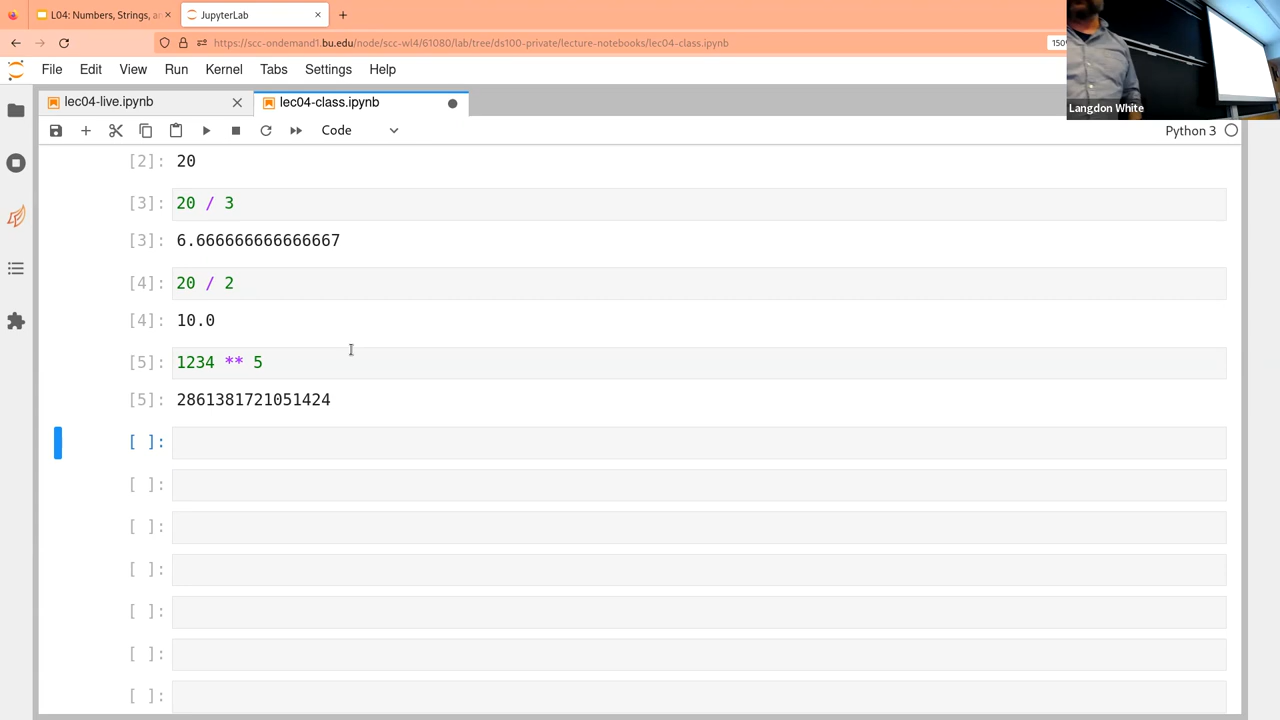 L04: Numbers, Strings, a
JupyterLab
https://scc-ondemand1.bu.edu/node/scc-wl4/61080/lab/tree/ds100-private/lecture-notebooks/lec04-class.ipynb
150
Langdon White
File Edit View Run Kernel Tabs Settings Help
lec04-live.ipynb
lec04-class.ipynb
Code
Python 3
[2]: 20
[3]: 20 / 3
[3]: 6.666666666666667
[4]: 20 / 2
[4]: 10.0
[5]: 1234 ** 5
[5]: 2861381721051424
[ ]:
[ ]:
[ ]:
[ ]:
[ ]:
[ ]:
[ ]: